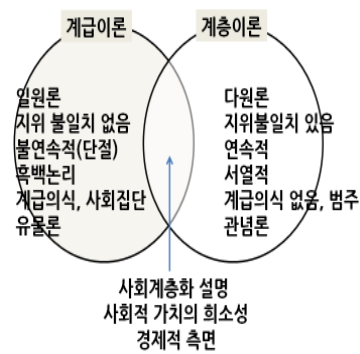 계급이론
계층이론
일원론
지위 불일치 없음
불연속적(단절)
흑백논리
계급의식, 사회집단
유물론
다원론
지위불일치 있음
연속적
서열적
계급의식 없음, 범주
관념론
사회계층화 설명
사회적 가치의 희소성
경제적 측면